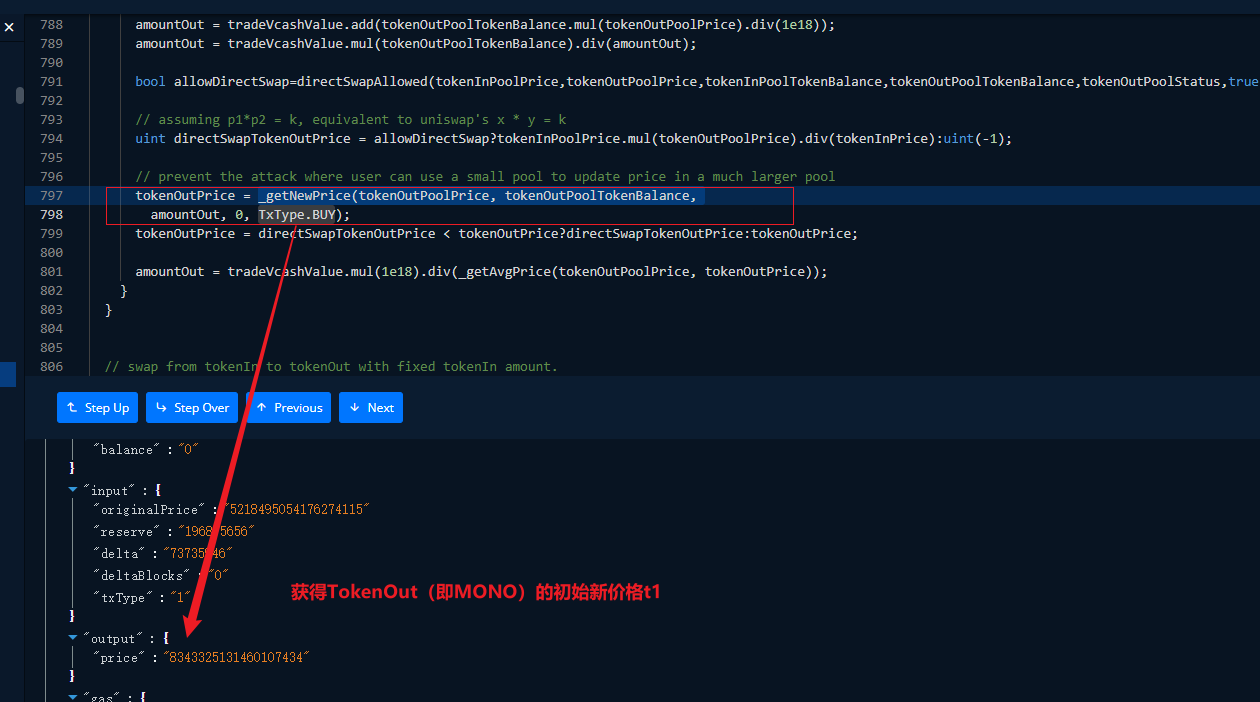 788 amountOut = tradeVcashValue.add(tokenOutPoolTokenBalance.mul(tokenOutPoolPrice).div(1e18));
789 amountOut = tradeVcashValue.mul(tokenOutPoolTokenBalance).div(amountOut);
790
791 bool allowDirectSwap=directSwapAllowed(tokenInPoolPrice,tokenOutPoolPrice,tokenInPoolTokenBalance,tokenOutPoolTokenBalance,tokenOutPoolStatus,true
792
793 // assuming p1*p2 = k, equivalent to uniswap's x * y = k
794 uint directSwapTokenOutPrice = allowDirectSwap?tokenInPoolPrice.mul(tokenOutPoolPrice).div(tokenInPrice):uint(-1);
795
796 // prevent the attack where user can use a small pool to update price in a much larger pool
797 tokenOutPrice = _getNewPrice(tokenOutPoolPrice, tokenOutPoolTokenBalance,
798 amountOut, 0, TxType.BUY);
799 tokenOutPrice = directSwapTokenOutPrice < tokenOutPrice?directSwapTokenOutPrice:tokenOutPrice;
800
801 amountOut = tradeVcashValue.mul(1e18).div(_getAvgPrice(tokenOutPoolPrice, tokenOutPrice));
802 }
803 }
804
805
806 // swap from tokenIn to tokenOut with fixed tokenIn amount.
Step Up Step Over Previous Next
"balance" : "0"
}
"input" : {
"originalPrice" : "5218495054176274115"
"reserve" :
"delta" :
"deltaBlocks" : "0"
"txType" : "1"
}
获得TokenOut（即MONO）的初始新价格t1
"output" : {
"price" : "8343325131460107434"
}
"gas" : {